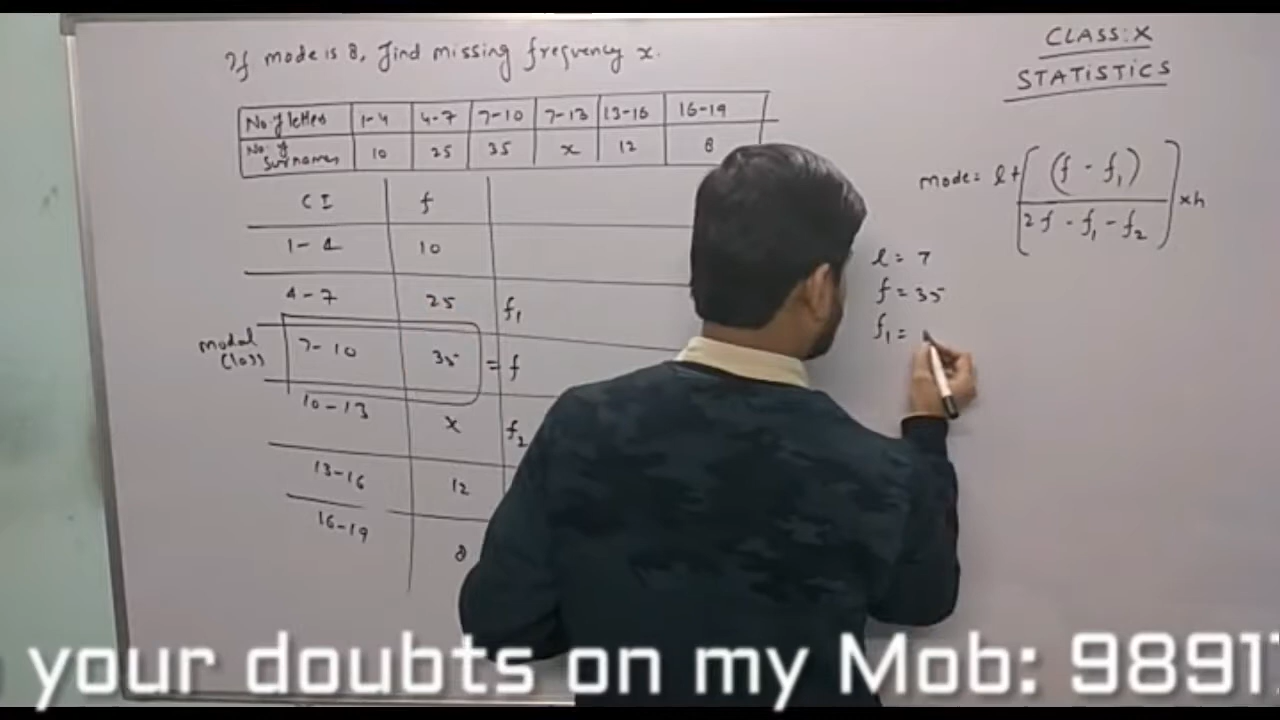 If mode is 8, Find missing frequency x.
CLASS: X
STATISTICS
No. of letters 1-4 4-7 7-10 7-13 13-16 16-19
No. of surnames 10 25 35 x 12 8
CI f
1-4 10
4-7 25 f₁
modal class 7-10 35 = f
10-13 x f₂
13-16 12
16-19 8
mode = l + [(f - f₁) / 2f - f₁ - f₂] × h
l = 7
f = 35
f₁ =
your doubts on my Mob: 9891